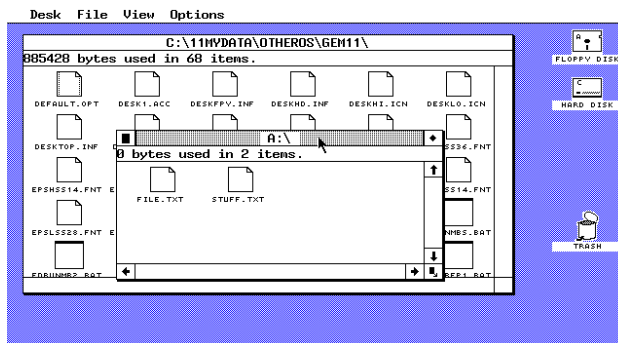 Desk File View Options
C:\11MYDATA\OTHEROS\GEM11\
885428 bytes used in 68 items.
DEFAULT.OPT DESK1.ACC DESKFPY.INF DESKHD.INF DESKHI.ICN DESKLO.ICN
DESKTOP.INF
SS36.FNT
EPSHSS14.FNT E
SS14.FNT
EPSLSS28.FNT E
NMBS.BAT
A:\
0 bytes used in 2 items.
FILE.TXT STUFF.TXT
A
FLOPPY DISK
C
HARD DISK
TRASH